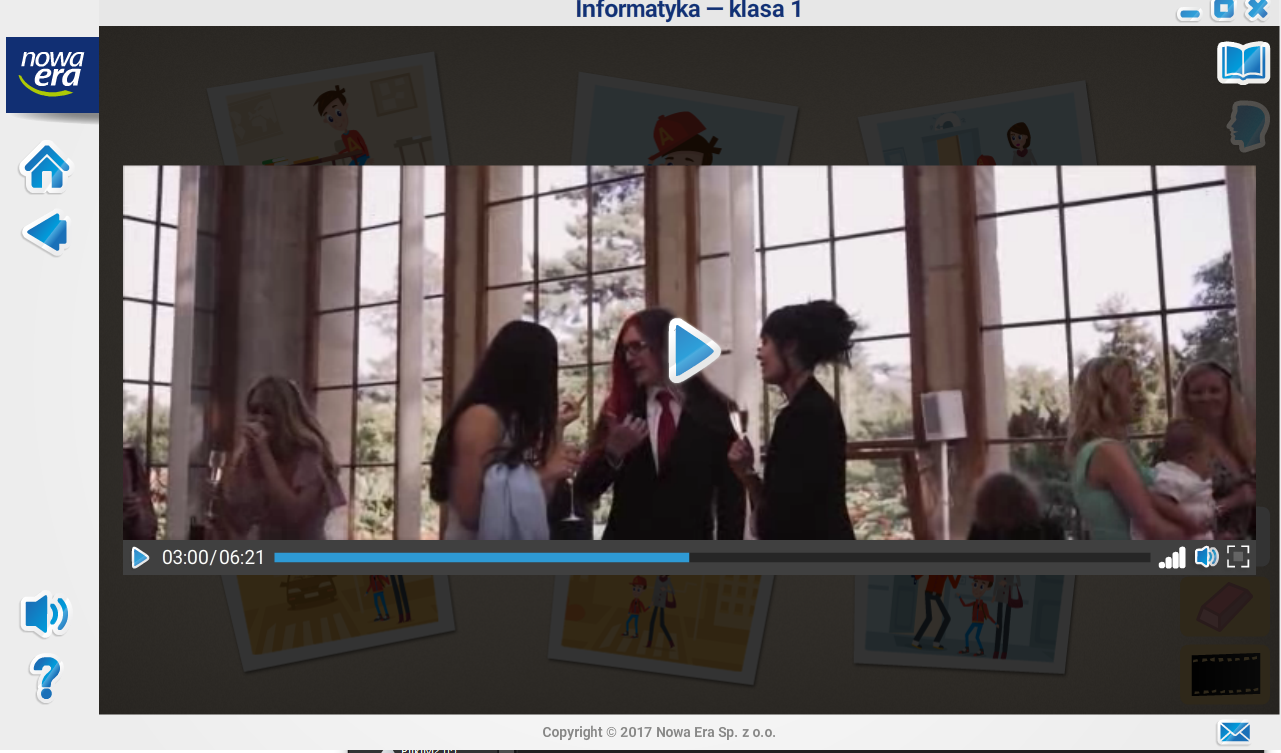 Informatyka — klasa 1
nowa
era
A
A
03:00/06:21
Copyright © 2017 Nowa Era Sp. z o.o.